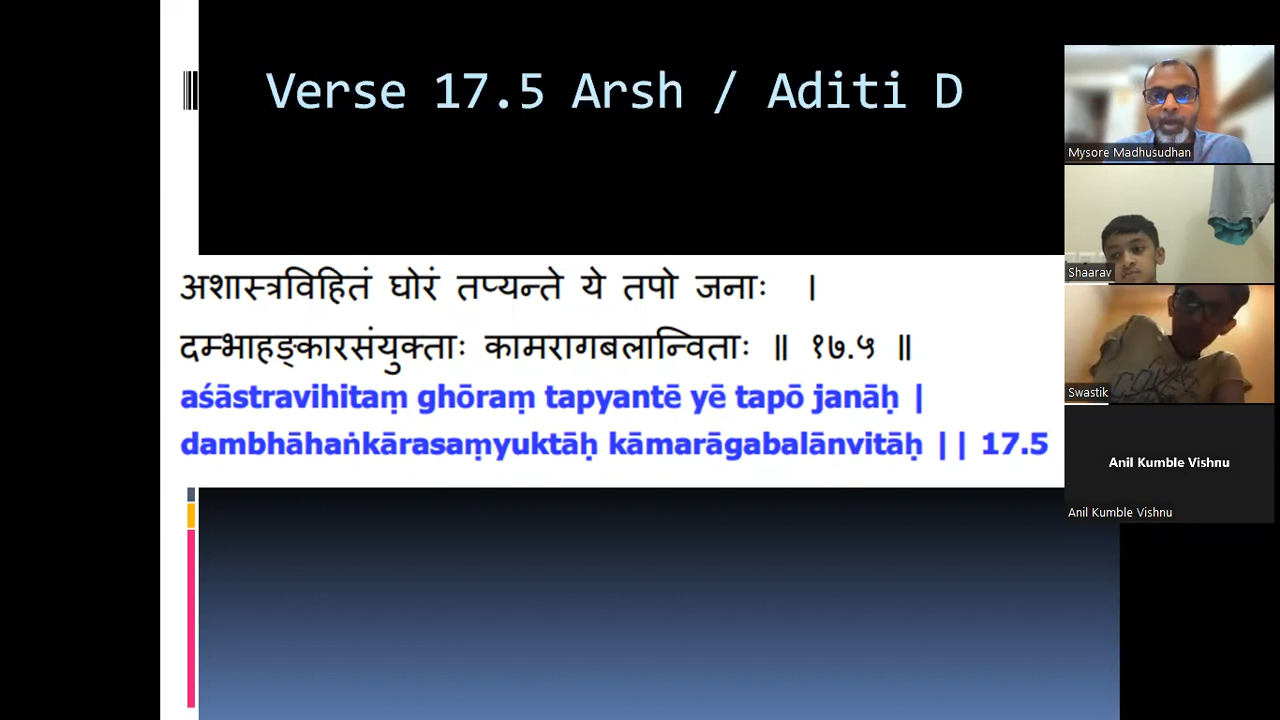 Verse 17.5 Arsh / Aditi D
अशास्त्रविहितं घोरं तप्यन्ते ये तपो जनाः ।
दम्भाहङ्कारसंयुक्ताः कामरागबलान्विताः ॥ १७.५ ॥
aśāstravihitaṃ ghōraṃ tapyantē yē tapō janāḥ |
dambhāhaṅkārasaṃyuktāḥ kāmarāgabalānvitāḥ || 17.5
Mysore Madhusudhan
Shaarav
Swastik
Anil Kumble Vishnu
Anil Kumble Vishnu